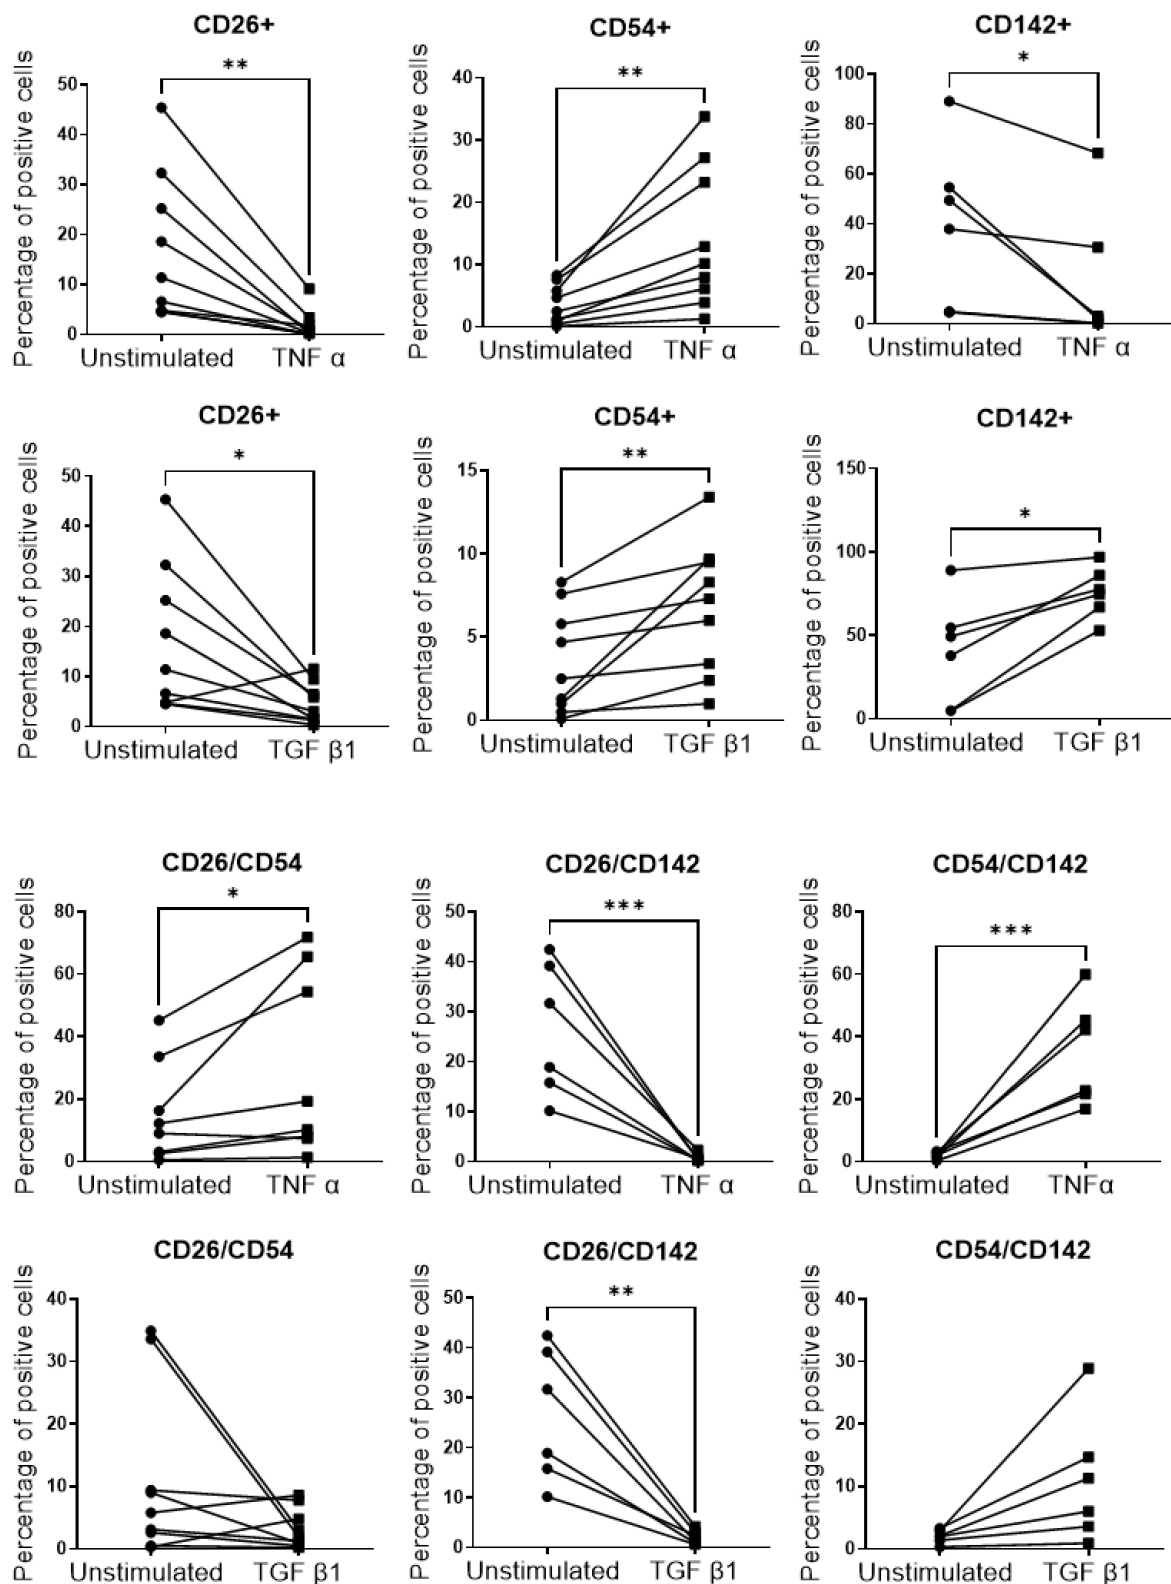 CD26+
Percentage of positive cells
**
50
40
30
20
10
0
Unstimulated
TNF α
CD54+
Percentage of positive cells
**
40
30
20
10
0
Unstimulated
TNF α
CD142+
Percentage of positive cells
*
100
80
60
40
20
0
Unstimulated
TNF α
CD26+
Percentage of positive cells
*
50
40
30
20
10
0
Unstimulated
TGF β1
CD54+
Percentage of positive cells
**
15
10
5
0
Unstimulated
TGF β1
CD142+
Percentage of positive cells
*
150
100
50
0
Unstimulated
TGF β1
CD26/CD54
Percentage of positive cells
*
80
60
40
20
0
Unstimulated
TNF α
CD26/CD142
Percentage of positive cells
***
50
40
30
20
10
0
Unstimulated
TNF α
CD54/CD142
Percentage of positive cells
***
80
60
40
20
0
Unstimulated
TNFα
CD26/CD54
Percentage of positive cells
40
30
20
10
0
Unstimulated
TGF β1
CD26/CD142
Percentage of positive cells
**
50
40
30
20
10
0
Unstimulated
TGF β1
CD54/CD142
Percentage of positive cells
40
30
20
10
0
Unstimulated
TGF β1